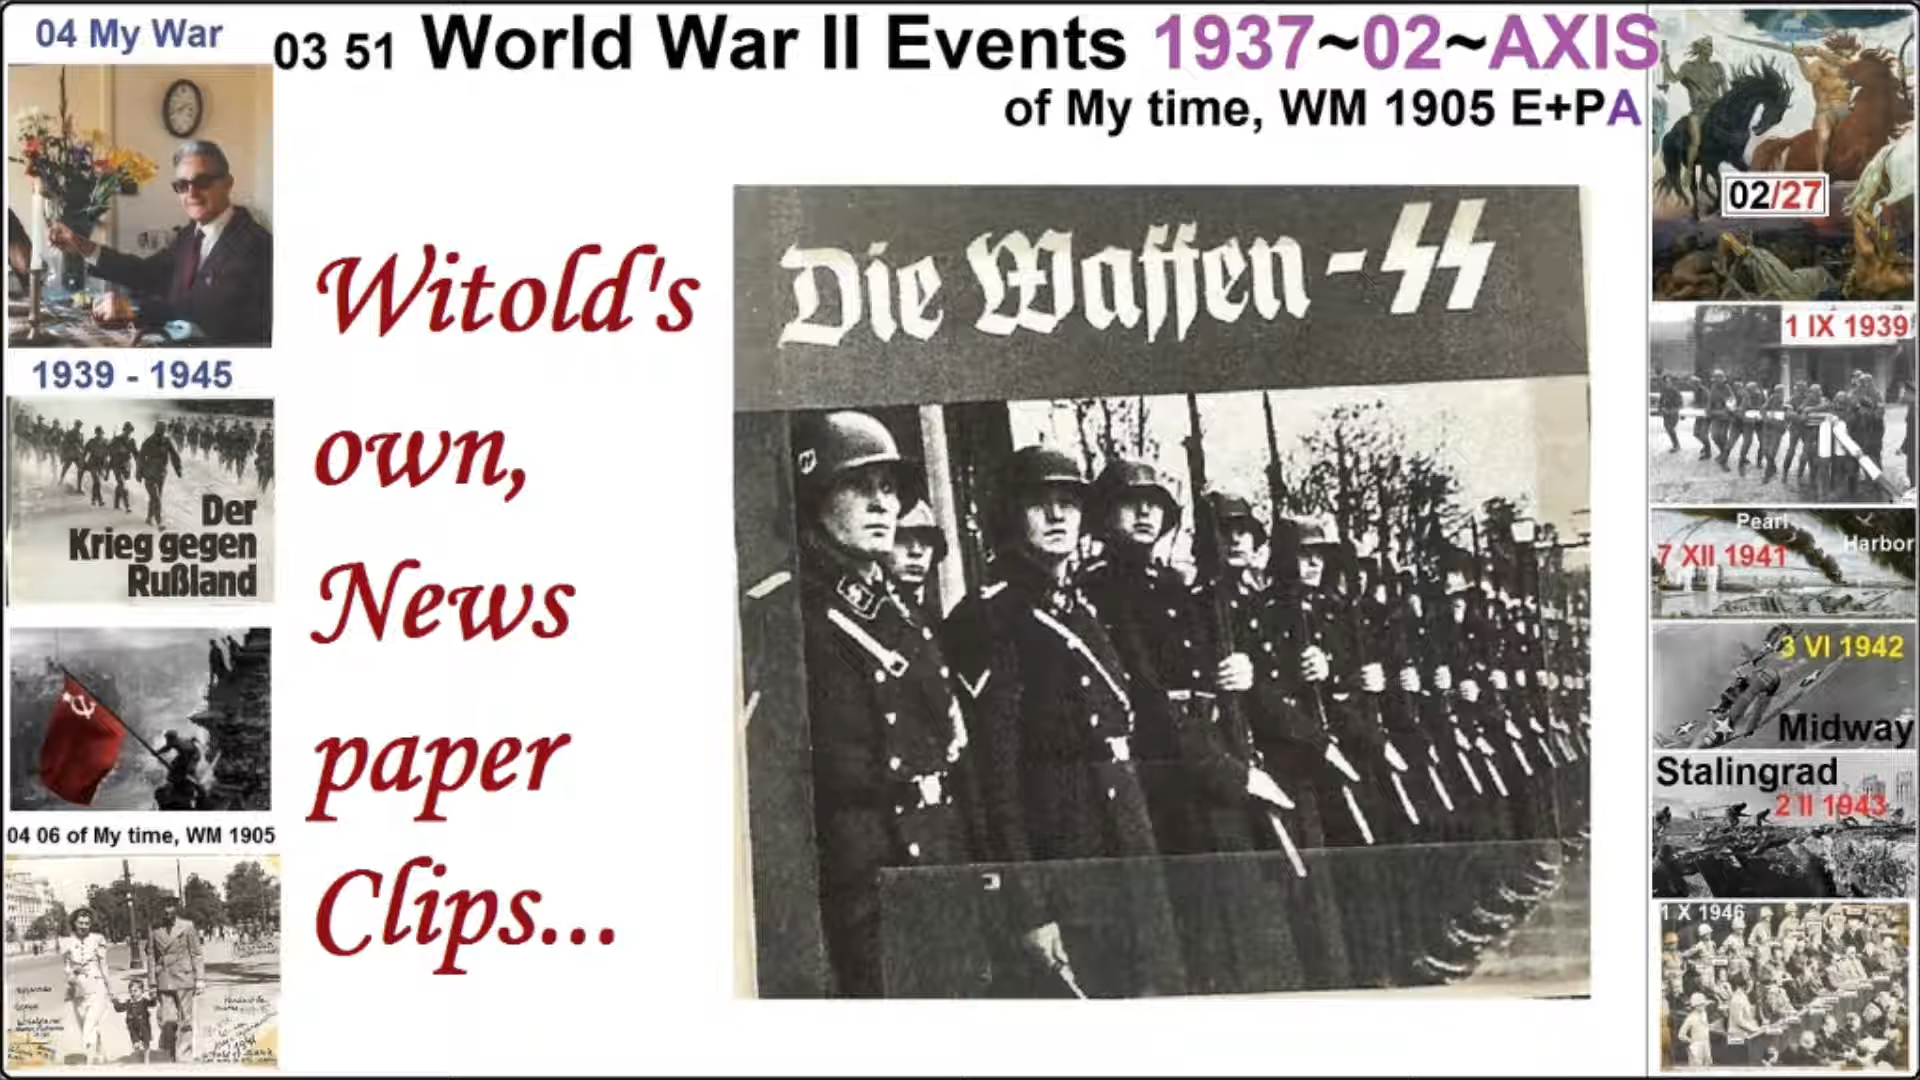 04 My War
03 51 World War II Events 1937~02~AXIS
of My time, WM 1905 E+PA
02/27
1939 - 1945
Der
Krieg gegen
Rußland
04 06 of My time, WM 1905
Witold's
own,
News
paper
Clips...
Die Waffen-SS
1 IX 1939
Pearl
Harbor
7 XII 1941
3 VI 1942
Midway
Stalingrad
2 II 1943
1 X 1946